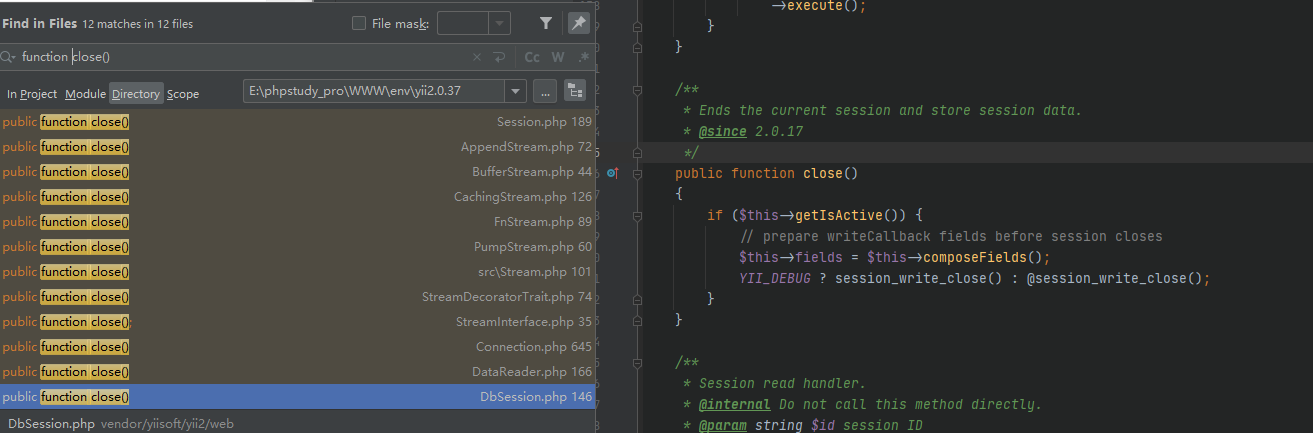 Find in Files 12 matches in 12 files
File mask:
function close()
Cc W .*
In Project Module Directory Scope
E:\phpstudy_pro\WWW\env\yii2.0.37
...
public function close() Session.php 189
public function close() AppendStream.php 72
public function close() BufferStream.php 44
public function close() CachingStream.php 126
public function close() FnStream.php 89
public function close() PumpStream.php 60
public function close() src\Stream.php 101
public function close() StreamDecoratorTrait.php 74
public function close(); StreamInterface.php 35
public function close() Connection.php 645
public function close() DataReader.php 166
public function close() DbSession.php 146
DbSession.php vendor/yiisoft/yii2/web
->execute();
}
}
/**
* Ends the current session and store session data.
* @since 2.0.17
*/
public function close()
{
if ($this->getIsActive()) {
// prepare writeCallback fields before session closes
$this->fields = $this->composeFields();
YII_DEBUG ? session_write_close() : @session_write_close();
}
}
/**
* Session read handler.
* @internal Do not call this method directly.
* @param string $id session ID